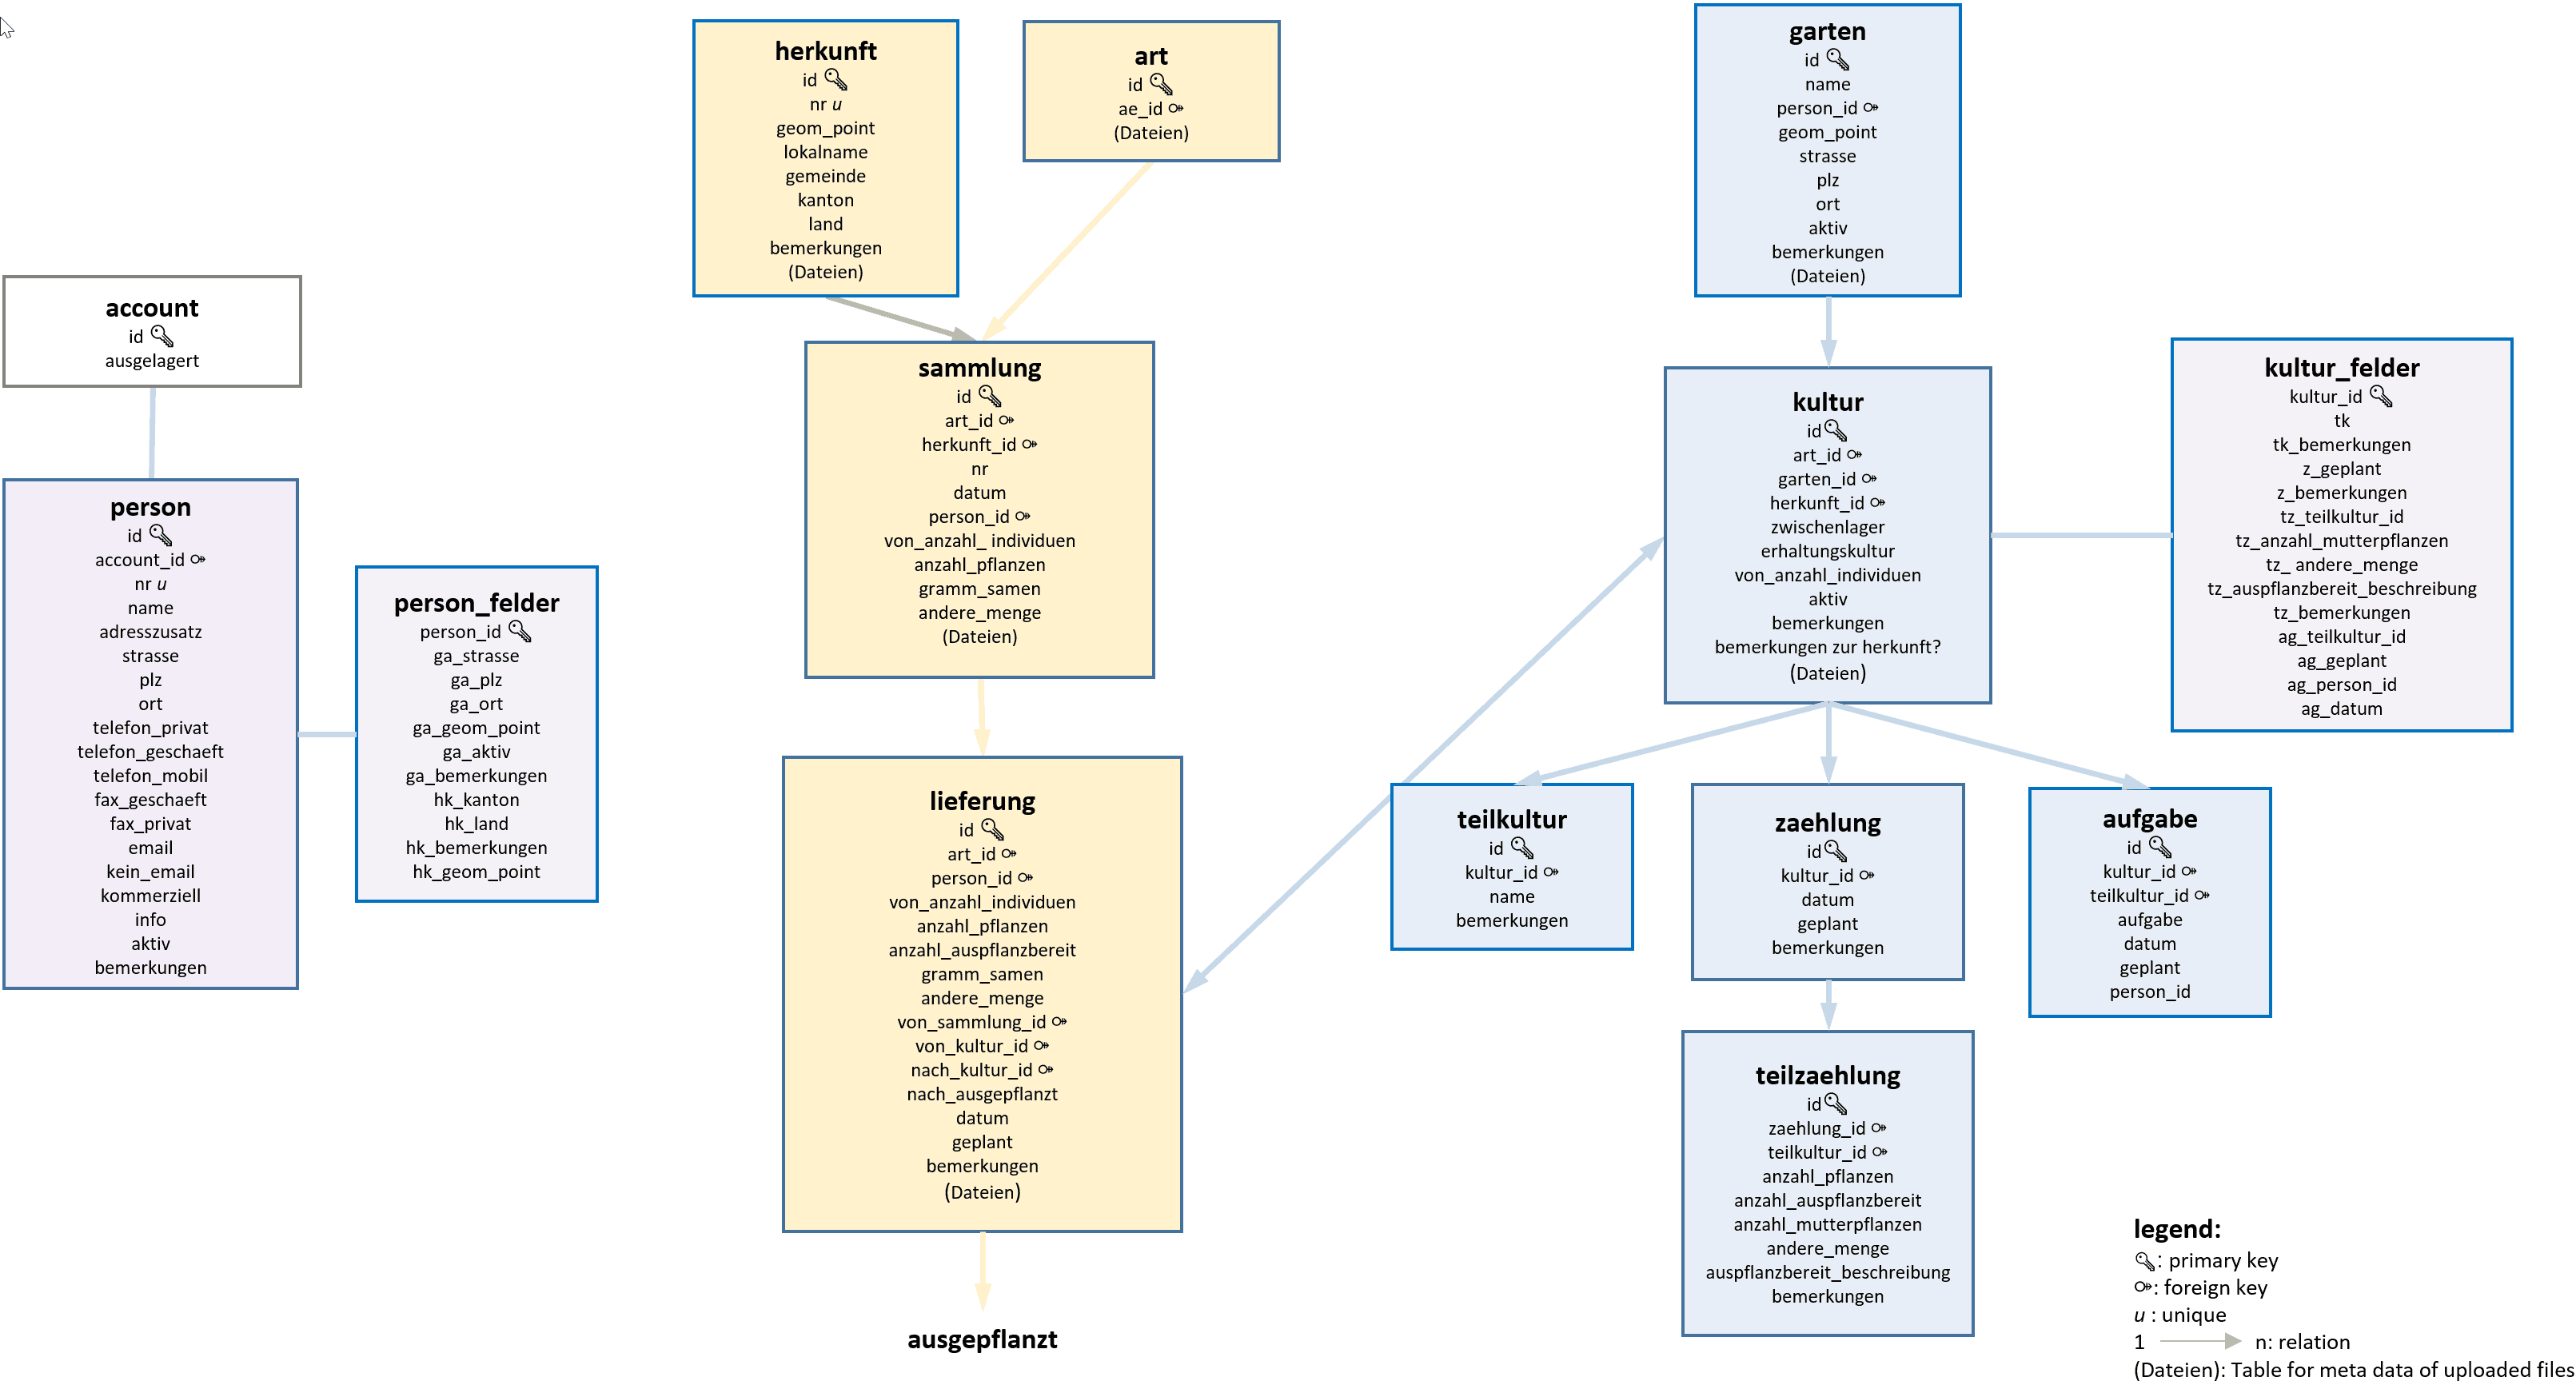 herkunft
id
nr u
geom_point
lokalname
gemeinde
kanton
land
bemerkungen
(Dateien)
art
id
ae_id
(Dateien)
garten
id
name
person_id
geom_point
strasse
plz
ort
aktiv
bemerkungen
(Dateien)
account
id
ausgelagert
person
id
account_id
nr u
name
adresszusatz
strasse
plz
ort
telefon_privat
telefon_geschaeft
telefon_mobil
fax_geschaeft
fax_privat
email
kein_email
kommerziell
info
aktiv
bemerkungen
person_felder
person_id
ga_strasse
ga_plz
ga_ort
ga_geom_point
ga_aktiv
ga_bemerkungen
hk_kanton
hk_land
hk_bemerkungen
hk_geom_point
sammlung
id
art_id
herkunft_id
nr
datum
person_id
von_anzahl_ individuen
anzahl_pflanzen
gramm_samen
andere_menge
(Dateien)
lieferung
id
art_id
person_id
von_anzahl_individuen
anzahl_pflanzen
anzahl_auspflanzbereit
gramm_samen
andere_menge
von_sammlung_id
von_kultur_id
nach_kultur_id
nach_ausgepflanzt
datum
geplant
bemerkungen
(Dateien)
ausgepflanzt
kultur
id
art_id
garten_id
herkunft_id
zwischenlager
erhaltungskultur
von_anzahl_individuen
aktiv
bemerkungen
bemerkungen zur herkunft?
(Dateien)
kultur_felder
kultur_id
tk
tk_bemerkungen
z_geplant
z_bemerkungen
tz_teilkultur_id
tz_anzahl_mutterpflanzen
tz_ andere_menge
tz_auspflanzbereit_beschreibung
tz_bemerkungen
ag_teilkultur_id
ag_geplant
ag_person_id
ag_datum
teilkultur
id
kultur_id
name
bemerkungen
zaehlung
id
kultur_id
datum
geplant
bemerkungen
aufgabe
id
kultur_id
teilkultur_id
aufgabe
datum
geplant
person_id
teilzaehlung
id
zaehlung_id
teilkultur_id
anzahl_pflanzen
anzahl_auspflanzbereit
anzahl_mutterpflanzen
andere_menge
auspflanzbereit_beschreibung
bemerkungen
legend:
: primary key
: foreign key
u : unique
1 n: relation
(Dateien): Table for meta data of uploaded files